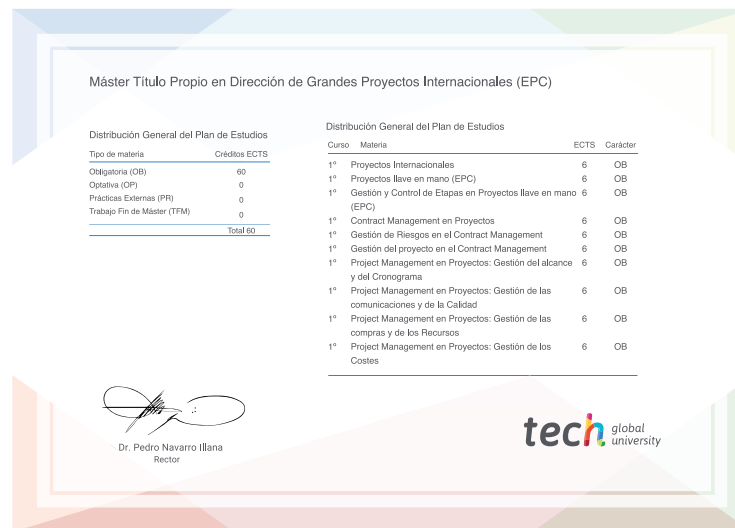 Máster Título Propio en Dirección de Grandes Proyectos Internacionales (EPC)
Distribución General del Plan de Estudios
Tipo de materia Créditos ECTS
Obligatoria (OB) 60
Optativa (OP) 0
Prácticas Externas (PR) 0
Trabajo Fin de Máster (TFM) 0
Total 60
Distribución General del Plan de Estudios
Curso Materia ECTS Carácter
1º Proyectos Internacionales 6 OB
1º Proyectos llave en mano (EPC) 6 OB
1º Gestión y Control de Etapas en Proyectos llave en mano 6 OB
(EPC)
1º Contract Management en Proyectos 6 OB
1º Gestión de Riesgos en el Contract Management 6 OB
1º Gestión del proyecto en el Contract Management 6 OB
1º Project Management en Proyectos: Gestión del alcance 6 OB
y del Cronograma
1º Project Management en Proyectos: Gestión de las 6 OB
comunicaciones y de la Calidad
1º Project Management en Proyectos: Gestión de las 6 OB
compras y de los Recursos
1º Project Management en Proyectos: Gestión de los 6 OB
Costes
Dr. Pedro Navarro Illana
Rector
tech global
university